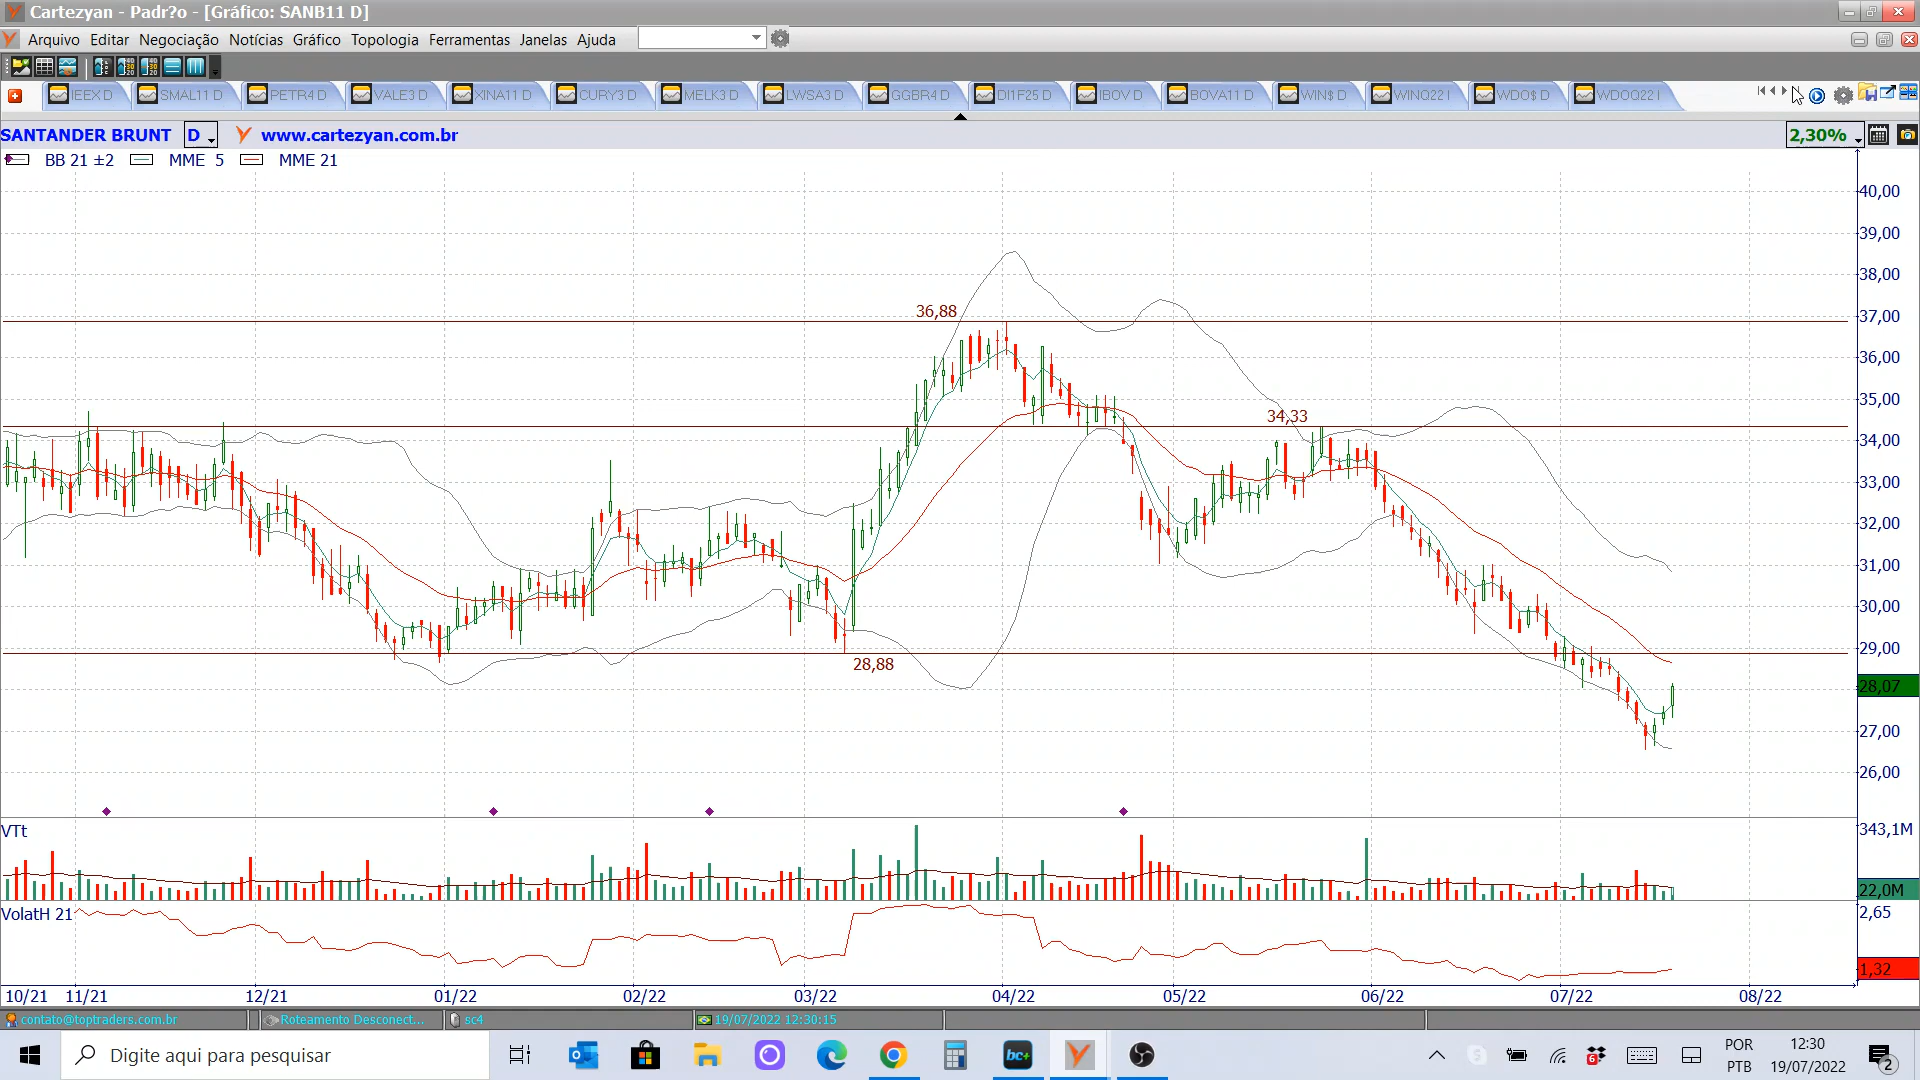 Cartezyan - Padr?o - [Gráfico: SANB11 D]
Arquivo Editar Negociação Notícias Gráfico Topologia Ferramentas Janelas Ajuda
IEEX D SMAL11 D PETR4 D VALE3 D XINA11 D CURY3 D MELK3 D LWSA3 D GGBR4 D DI1F25 D IBOV D BOVA11 D WIN$ D WINQ22 I WDO$ D WDOQ22 I
SANTANDER BRUNT D www.cartezyan.com.br 2,30%
BB 21 ±2 MME 5 MME 21
40,00
39,00
38,00
36,88
37,00
36,00
35,00
34,33
34,00
33,00
32,00
31,00
30,00
29,00
28,88
28,07
27,00
26,00
VTt 343,1M
22,0M
VolatH 21 2,65
1,32
10/21 11/21 12/21 01/22 02/22 03/22 04/22 05/22 06/22 07/22 08/22
contato@toptraders.com.br Roteamento Desconect... sc4 19/07/2022 12:30:15
Digite aqui para pesquisar
bc+
6
POR
PTB
12:30
19/07/2022
2